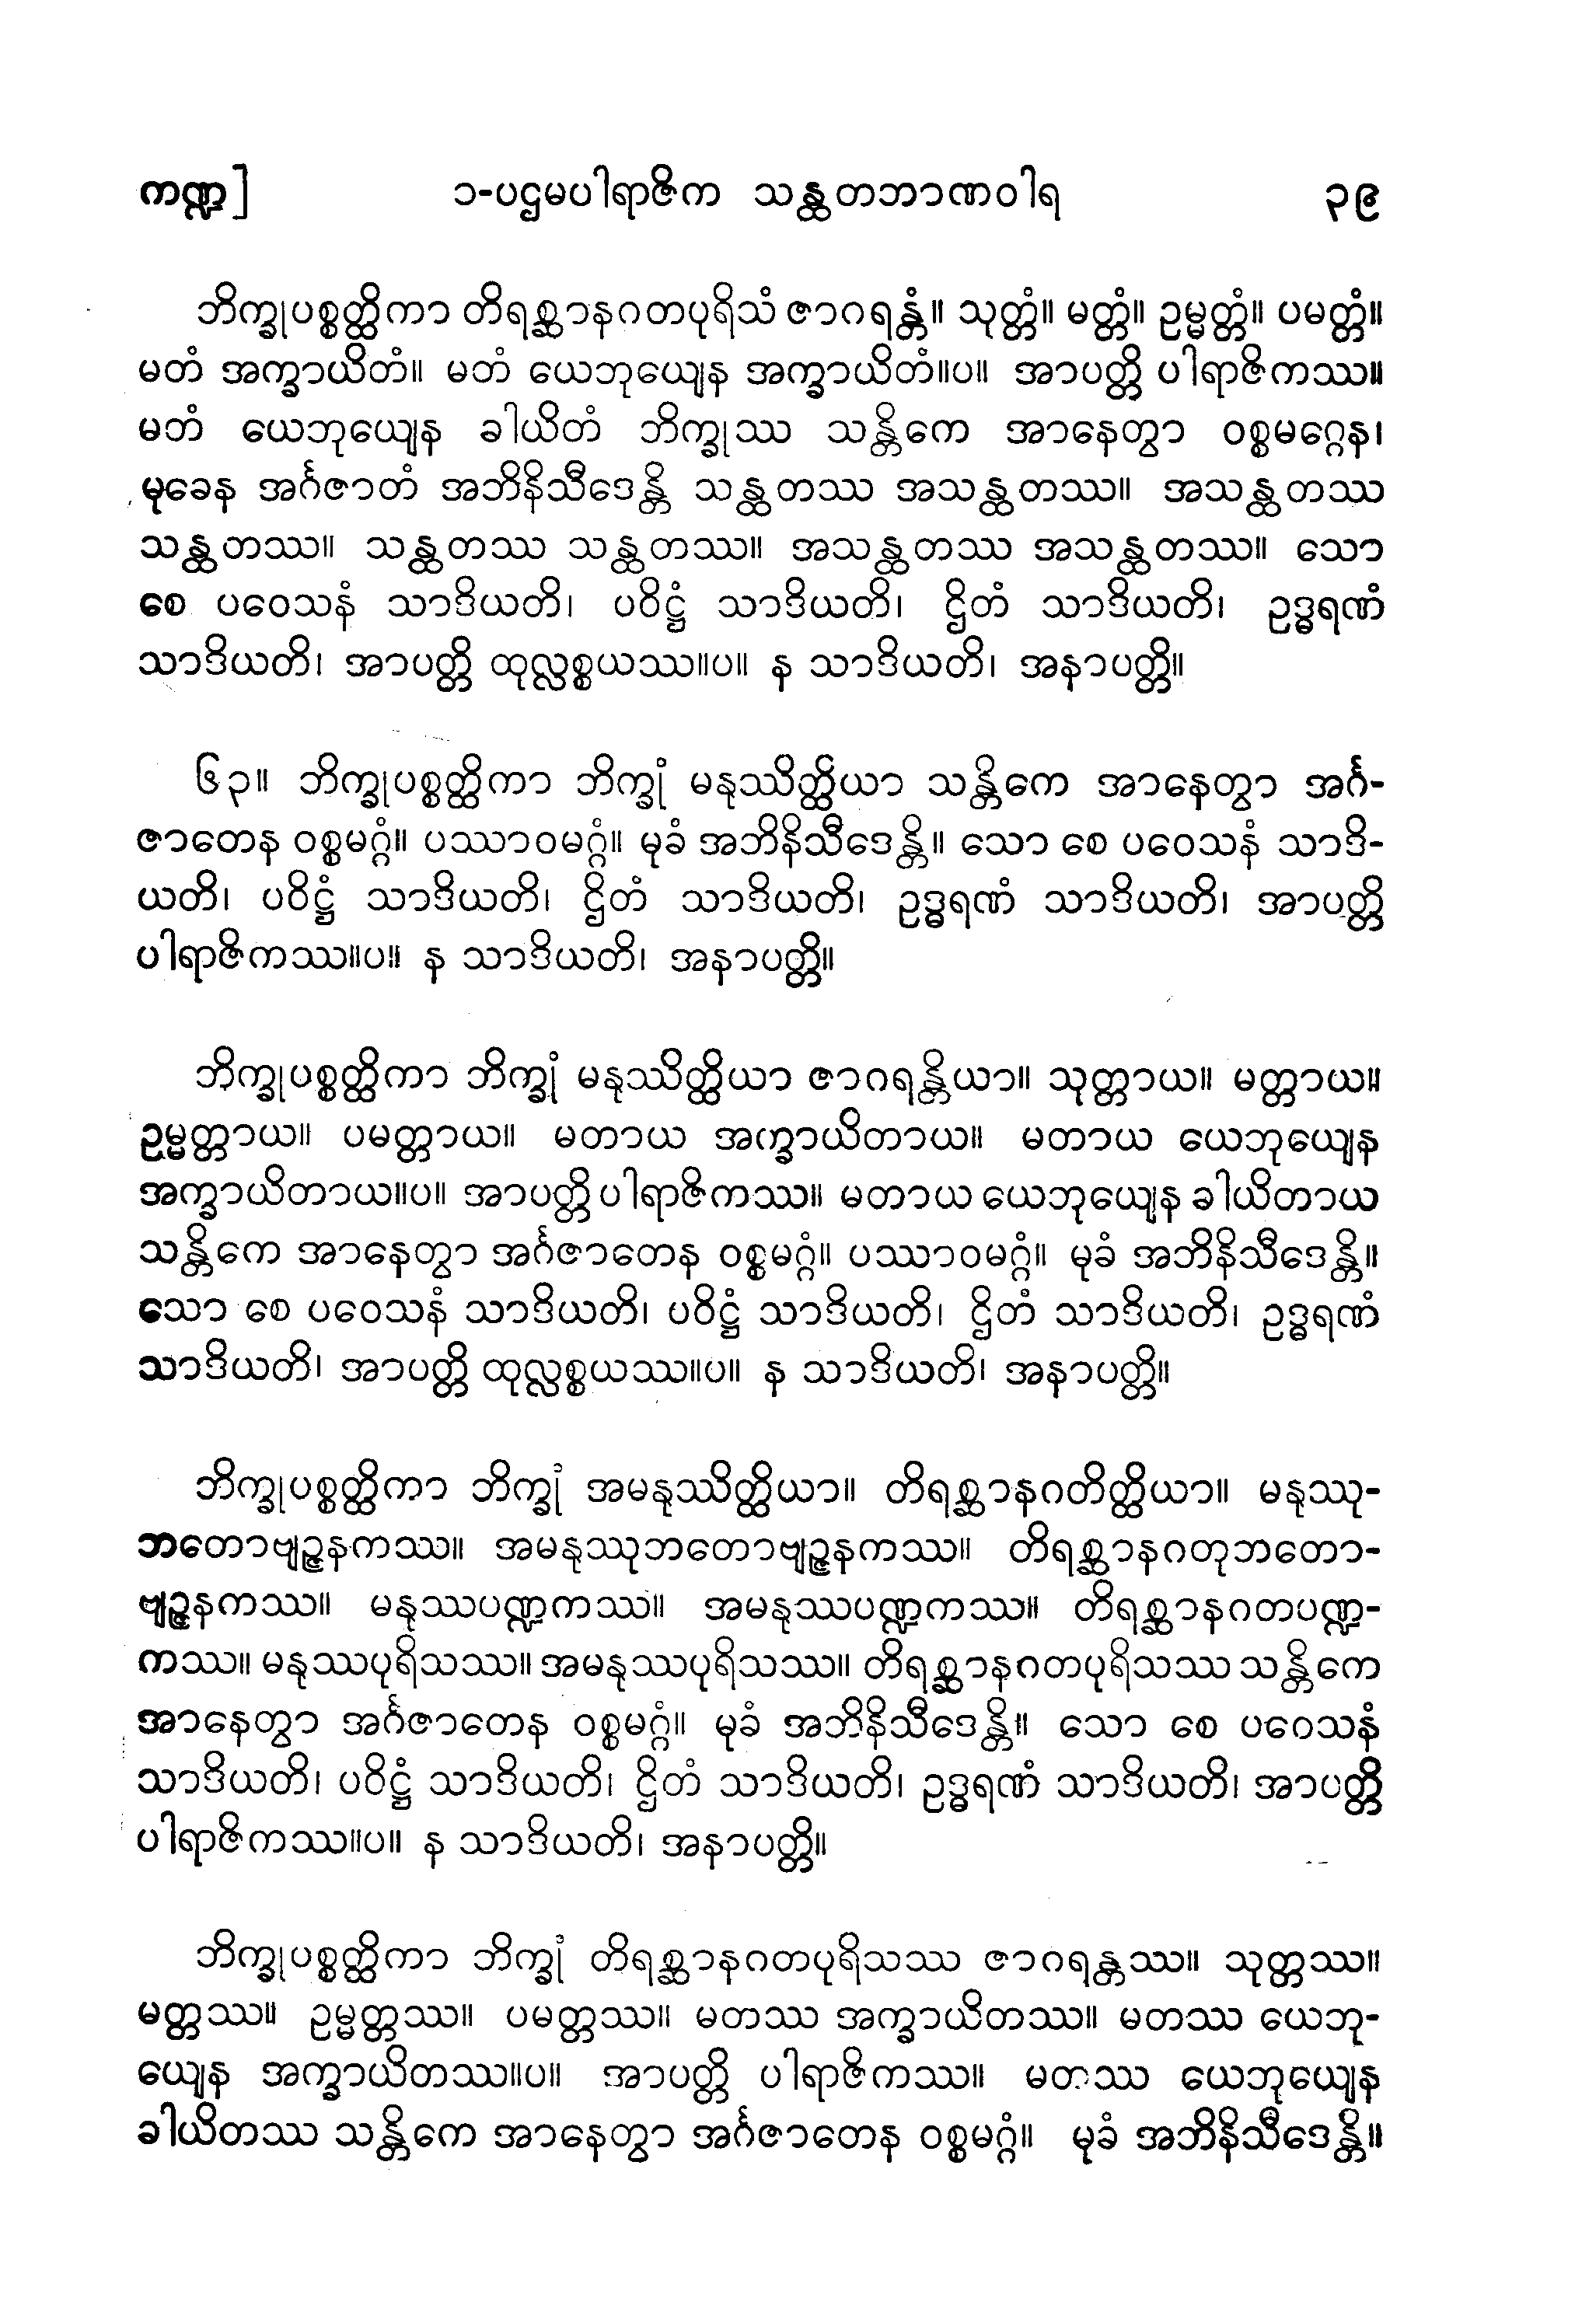 ကဏ္ဍ] ၁-ပဌမပါရာဇိက သန္ထတဘာဏဝါရ ၃၉
ဘိက္ခုပစ္စတ္ထိကာ တိရစ္ဆာနဂတပုရိသံ ဇာဂရန္တံ။ သုတ္တံ။ မတ္တံ။ ဥမ္မတ္တံ။ ပမတ္တံ။
မတံ အက္ခာယိတံ။ မတံ ယေဘုယျေန အက္ခာယိတံ။ပ။ အာပတ္တိ ပါရာဇိကဿ။
မတံ ယေဘုယျေန ခါယိတံ ဘိက္ခုဿ သန္တိကေ အာနေတွာ ဝစ္စမဂ္ဂေန၊
မုခေန အင်္ဂဇာတံ အဘိနိသီဒေန္တိ သန္ထတဿ အသန္ထတဿ။ အသန္ထတဿ
သန္ထတဿ။ သန္ထတဿ သန္ထတဿ။ အသန္ထတဿ အသန္ထတဿ။ သော
စေ ပဝေသနံ သာဒိယတိ၊ ပဝိဋ္ဌံ သာဒိယတိ၊ ဌိတံ သာဒိယတိ၊ ဥဒ္ဓရဏံ
သာဒိယတိ၊ အာပတ္တိ ထုလ္လစ္စယဿ။ပ။ န သာဒိယတိ၊ အနာပတ္တိ။
၆၃။ ဘိက္ခုပစ္စတ္ထိကာ ဘိက္ခုံ မနုဿိတ္ထိယာ သန္တိကေ အာနေတွာ အင်္ဂ-
ဇာတေန ဝစ္စမဂ္ဂံ။ ပဿာဝမဂ္ဂံ။ မုခံ အဘိနိသီဒေန္တိ။ သော စေ ပဝေသနံ သာဒိ-
ယတိ၊ ပဝိဋ္ဌံ သာဒိယတိ၊ ဌိတံ သာဒိယတိ၊ ဥဒ္ဓရဏံ သာဒိယတိ၊ အာပတ္တိ
ပါရာဇိကဿ။ပ။ န သာဒိယတိ၊ အနာပတ္တိ။
ဘိက္ခုပစ္စတ္ထိကာ ဘိက္ခုံ မနုဿိတ္ထိယာ ဇာဂရန္တိယာ။ သုတ္တာယ။ မတ္တာယ။
ဥမ္မတ္တာယ။ ပမတ္တာယ။ မတာယ အက္ခာယိတာယ။ မတာယ ယေဘုယျေန
အက္ခာယိတာယ။ပ။ အာပတ္တိ ပါရာဇိကဿ။ မတာယ ယေဘုယျေန ခါယိတာယ
သန္တိကေ အာနေတွာ အင်္ဂဇာတေန ဝစ္စမဂ္ဂံ။ ပဿာဝမဂ္ဂံ။ မုခံ အဘိနိသီဒေန္တိ။
သော စေ ပဝေသနံ သာဒိယတိ၊ ပဝိဋ္ဌံ သာဒိယတိ၊ ဌိတံ သာဒိယတိ၊ ဥဒ္ဓရဏံ
သာဒိယတိ၊ အာပတ္တိ ထုလ္လစ္စယဿ။ပ။ န သာဒိယတိ၊ အနာပတ္တိ။
ဘိက္ခုပစ္စတ္ထိကာ ဘိက္ခုံ အမနုဿိတ္ထိယာ။ တိရစ္ဆာနဂတိတ္ထိယာ။ မနုဿု-
ဘတောဗျဉ္ဇနကဿ။ အမနုဿုဘတောဗျဉ္ဇနကဿ။ တိရစ္ဆာနဂတုဘတော-
ဗျဉ္ဇနကဿ။ မနုဿပဏ္ဍကဿ။ အမနုဿပဏ္ဍကဿ။ တိရစ္ဆာနဂတပဏ္ဍ-
ကဿ။ မနုဿပုရိသဿ။ အမနုဿပုရိသဿ။ တိရစ္ဆာနဂတပုရိသဿ သန္တိကေ
အာနေတွာ အင်္ဂဇာတေန ဝစ္စမဂ္ဂံ။ မုခံ အဘိနိသီဒေန္တိ။ သော စေ ပဝေသနံ
သာဒိယတိ၊ ပဝိဋ္ဌံ သာဒိယတိ၊ ဌိတံ သာဒိယတိ၊ ဥဒ္ဓရဏံ သာဒိယတိ၊ အာပတ္တိ
ပါရာဇိကဿ။ပ။ န သာဒိယတိ၊ အနာပတ္တိ။
ဘိက္ခုပစ္စတ္ထိကာ ဘိက္ခုံ တိရစ္ဆာနဂတပုရိသဿ ဇာဂရန္တဿ။ သုတ္တဿ။
မတ္တဿ။ ဥမ္မတ္တဿ။ ပမတ္တဿ။ မတဿ အက္ခာယိတဿ။ မတဿ ယေဘု-
ယျေန အက္ခာယိတဿ။ပ။ အာပတ္တိ ပါရာဇိကဿ။ မတဿ ယေဘုယျေန
ခါယိတဿ သန္တိကေ အာနေတွာ အင်္ဂဇာတေန ဝစ္စမဂ္ဂံ။ မုခံ အဘိနိသီဒေန္တိ။